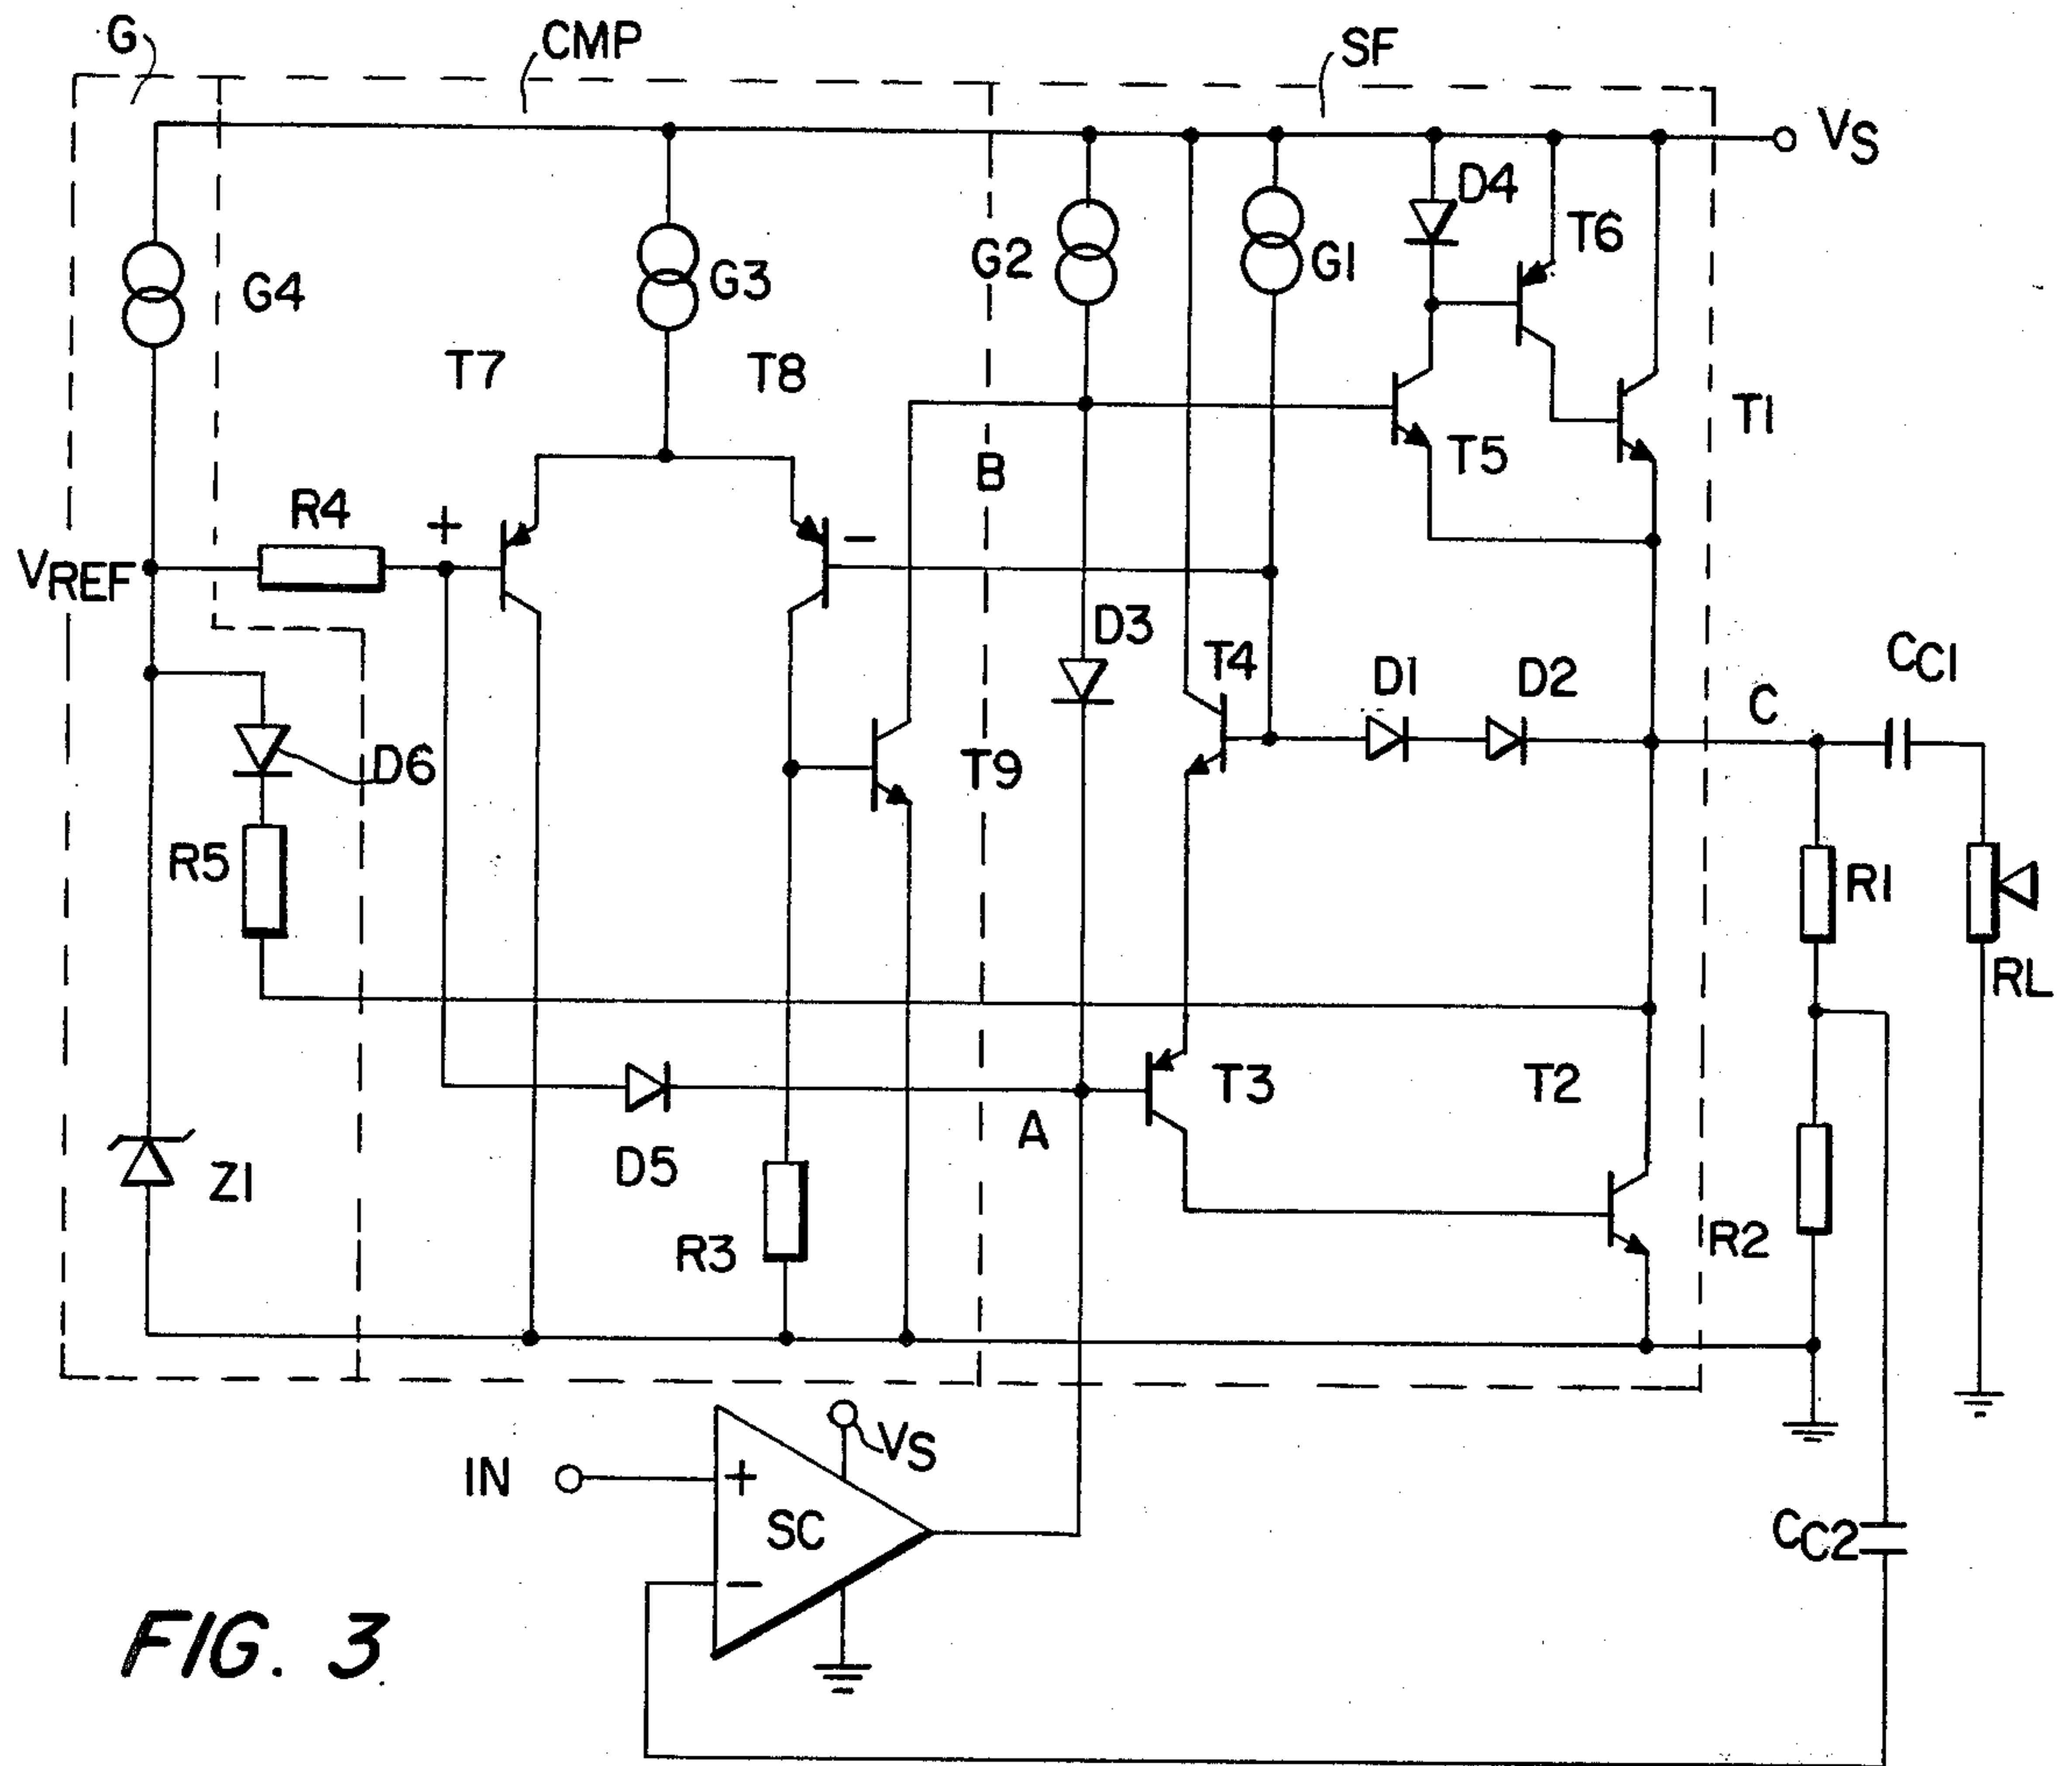 G
CMP
SF
VS
D4
T6
G2
G1
G4
G3
T7
T8
T1
T5
B
R4
+
−
VREF
D3
T4
D1
D2
C
CC1
D6
T9
R5
R1
RL
T3
T2
A
D5
Z1
R3
R2
VS
IN
+
SC
−
CC2
FIG. 3